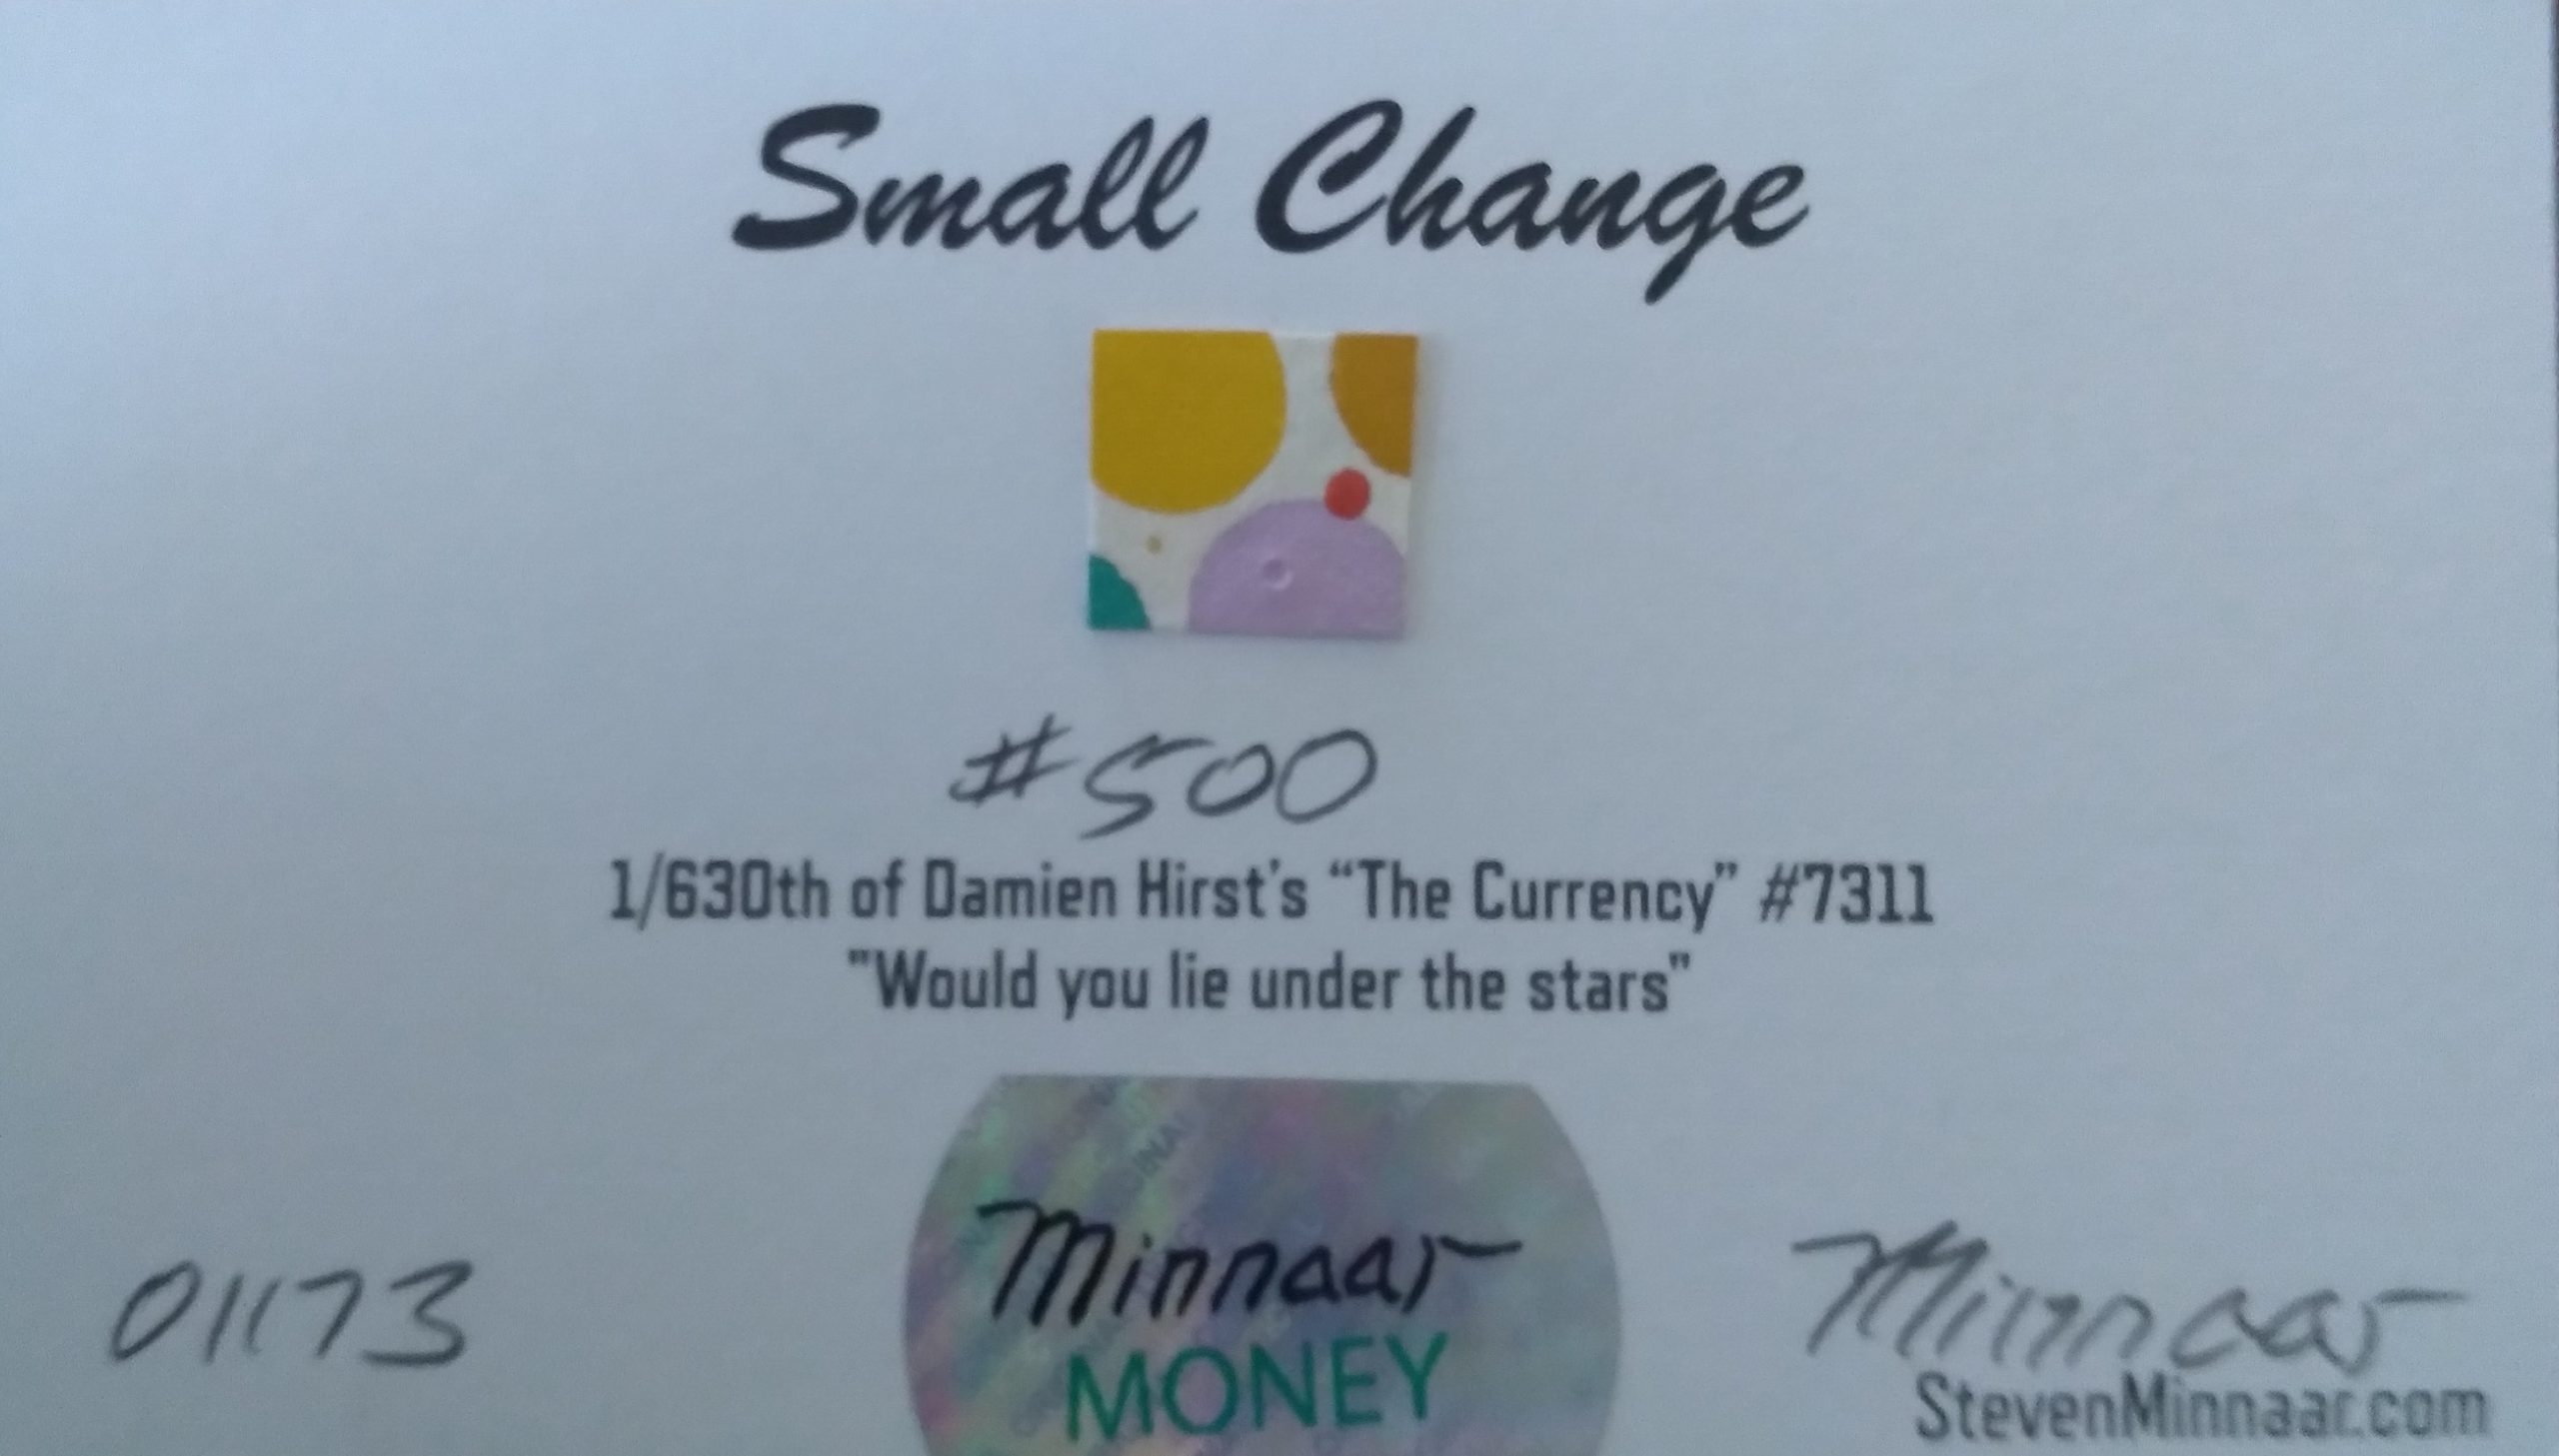 Small Change
#500
1/630th of Damien Hirst's “The Currency” #7311
"Would you lie under the stars"
Minnaar
MONEY
01173
Minnaar
StevenMinnaar.com